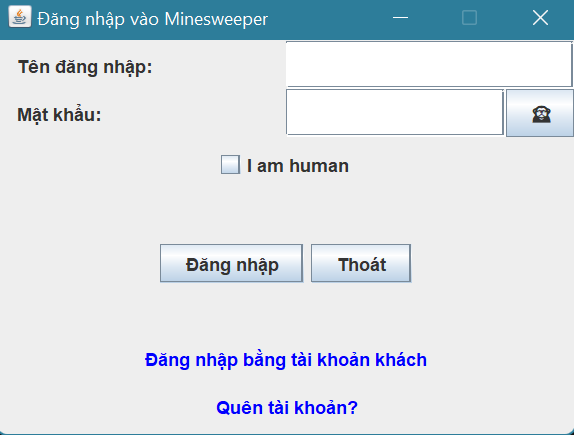 Đăng nhập vào Minesweeper
Tên đăng nhập:
Mật khẩu:
I am human
Đăng nhập
Thoát
Đăng nhập bằng tài khoản khách
Quên tài khoản?